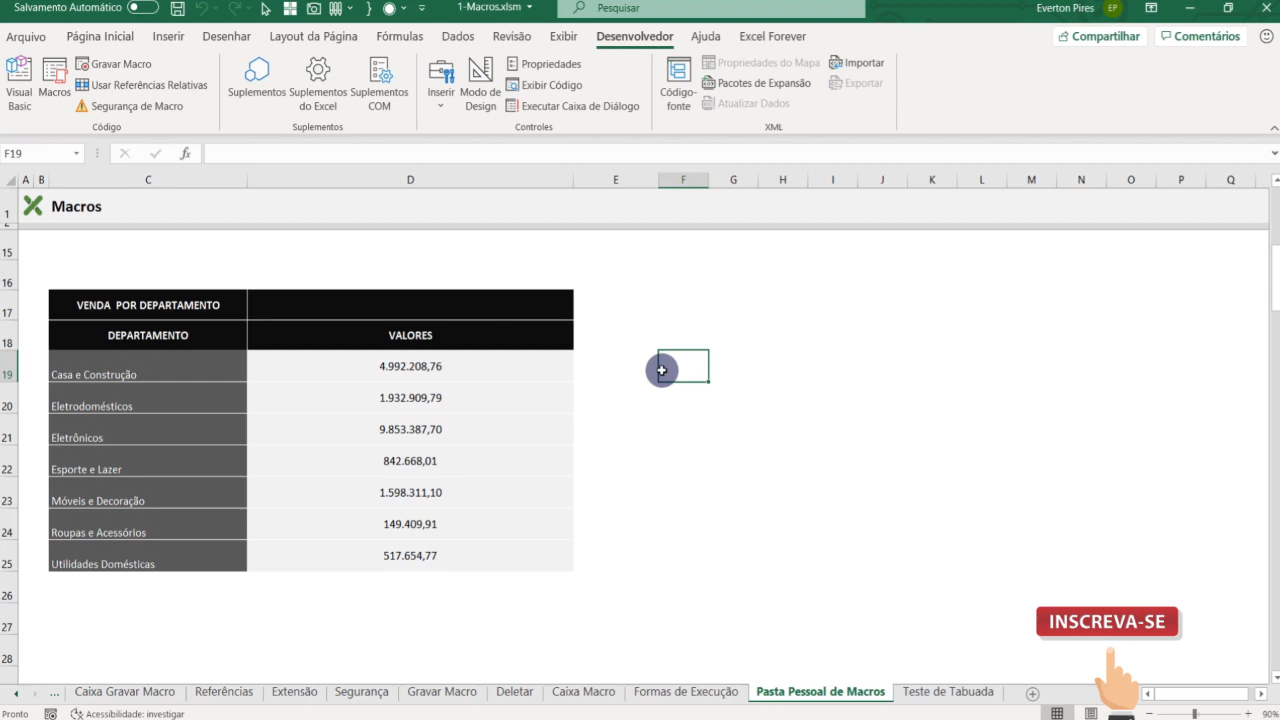 Salvamento Automático
1-Macros.xlsm
Pesquisar
Everton Pires
EP
Arquivo
Página Inicial
Inserir
Desenhar
Layout da Página
Fórmulas
Dados
Revisão
Exibir
Desenvolvedor
Ajuda
Excel Forever
Compartilhar
Comentários
Visual Basic
Macros
Gravar Macro
Usar Referências Relativas
Segurança de Macro
Código
Suplementos
Suplementos do Excel
Suplementos COM
Suplementos
Inserir
Modo de Design
Propriedades
Exibir Código
Executar Caixa de Diálogo
Controles
Código-fonte
Propriedades do Mapa
Pacotes de Expansão
Atualizar Dados
Importar
Exportar
XML
F19
fx
A B C D E F G H I J K L M N O P Q
1 Macros
2
15
16
17 VENDA POR DEPARTAMENTO
18 DEPARTAMENTO VALORES
19 Casa e Construção 4.992.208,76
20 Eletrodomésticos 1.932.909,79
21 Eletrônicos 9.853.387,70
22 Esporte e Lazer 842.668,01
23 Móveis e Decoração 1.598.311,10
24 Roupas e Acessórios 149.409,91
25 Utilidades Domésticas 517.654,77
26
27
28
INSCREVA-SE
... Caixa Gravar Macro Referências Extensão Segurança Gravar Macro Deletar Caixa Macro Formas de Execução Pasta Pessoal de Macros Teste de Tabuada
Pronto
Acessibilidade: investigar
90%